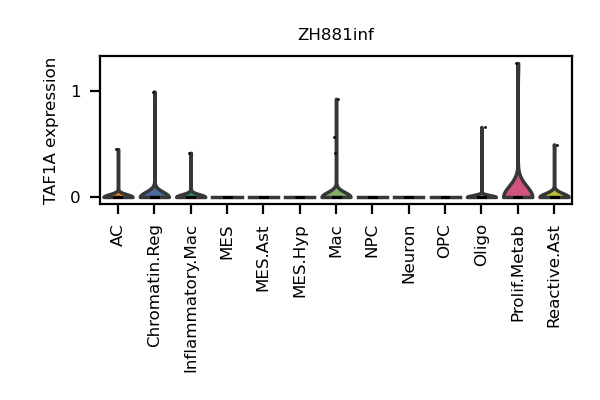 ZH881inf
TAF1A expression
1
0
AC
Chromatin.Reg
Inflammatory.Mac
MES
MES.Ast
MES.Hyp
Mac
NPC
Neuron
OPC
Oligo
Prolif.Metab
Reactive.Ast